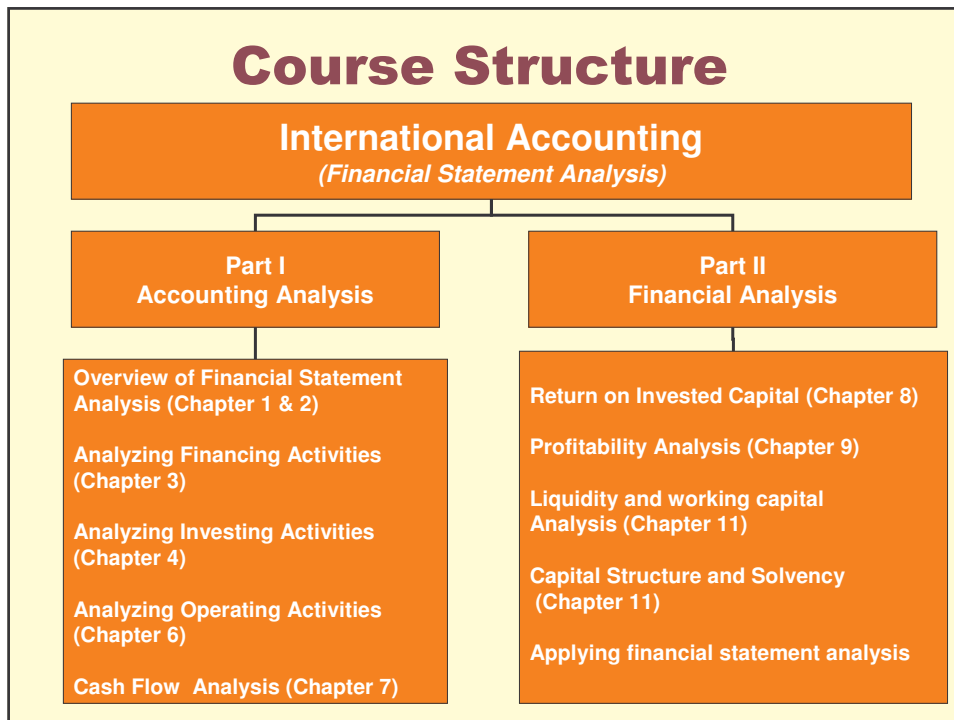 Course Structure
International Accounting
(Financial Statement Analysis)
Part I
Accounting Analysis
Part II
Financial Analysis
Overview of Financial Statement
Analysis (Chapter 1 & 2)
Analyzing Financing Activities
(Chapter 3)
Analyzing Investing Activities
(Chapter 4)
Analyzing Operating Activities
(Chapter 6)
Cash Flow Analysis (Chapter 7)
Return on Invested Capital (Chapter 8)
Profitability Analysis (Chapter 9)
Liquidity and working capital
Analysis (Chapter 11)
Capital Structure and Solvency
(Chapter 11)
Applying financial statement analysis